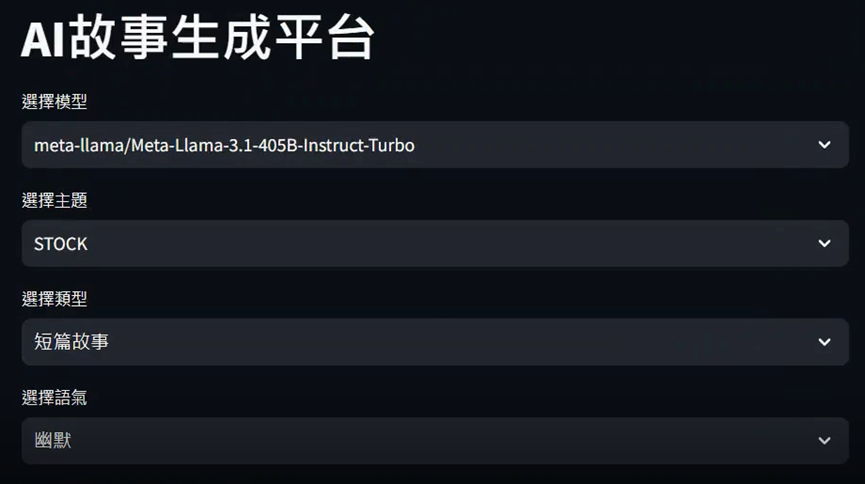 AI故事生成平台
選擇模型
meta-llama/Meta-Llama-3.1-405B-Instruct-Turbo
選擇主題
STOCK
選擇類型
短篇故事
選擇語氣
幽默